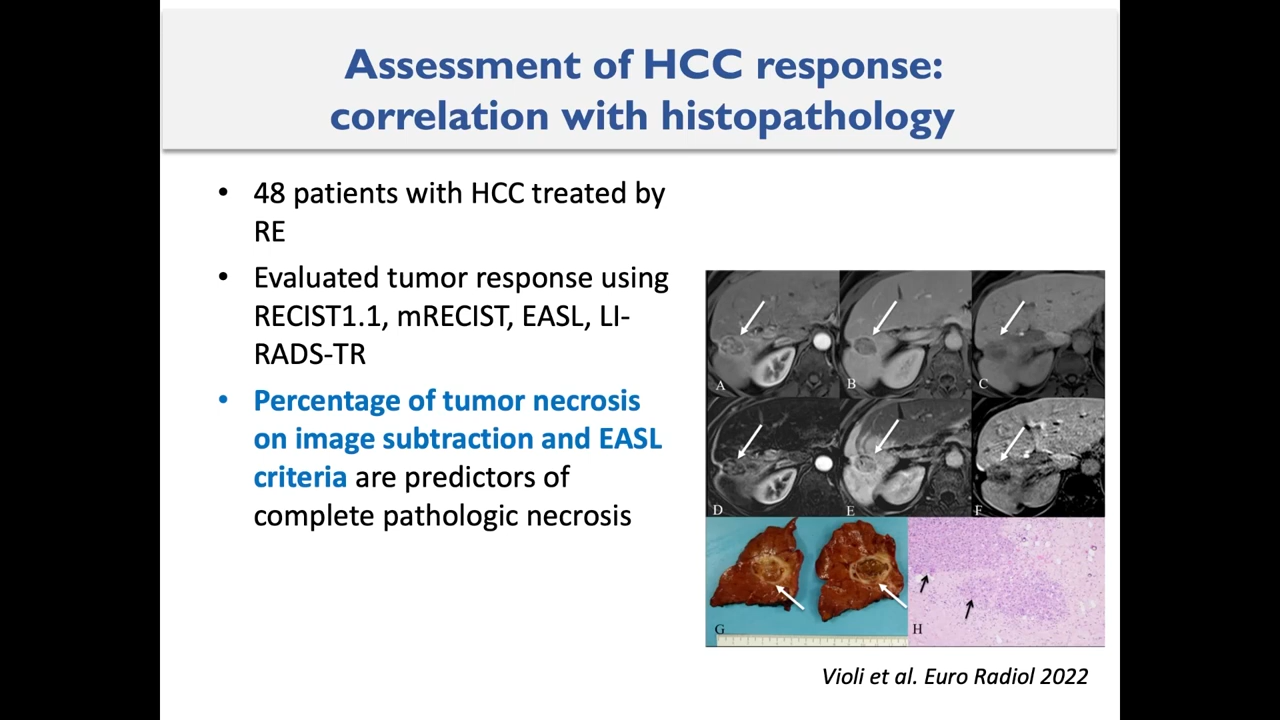 Assessment of HCC response:
correlation with histopathology
• 48 patients with HCC treated by
RE
• Evaluated tumor response using
RECIST1.1, mRECIST, EASL, LI-
RADS-TR
• Percentage of tumor necrosis
on image subtraction and EASL
criteria are predictors of
complete pathologic necrosis
A
B
C
D
E
F
G
H
Violi et al. Euro Radiol 2022